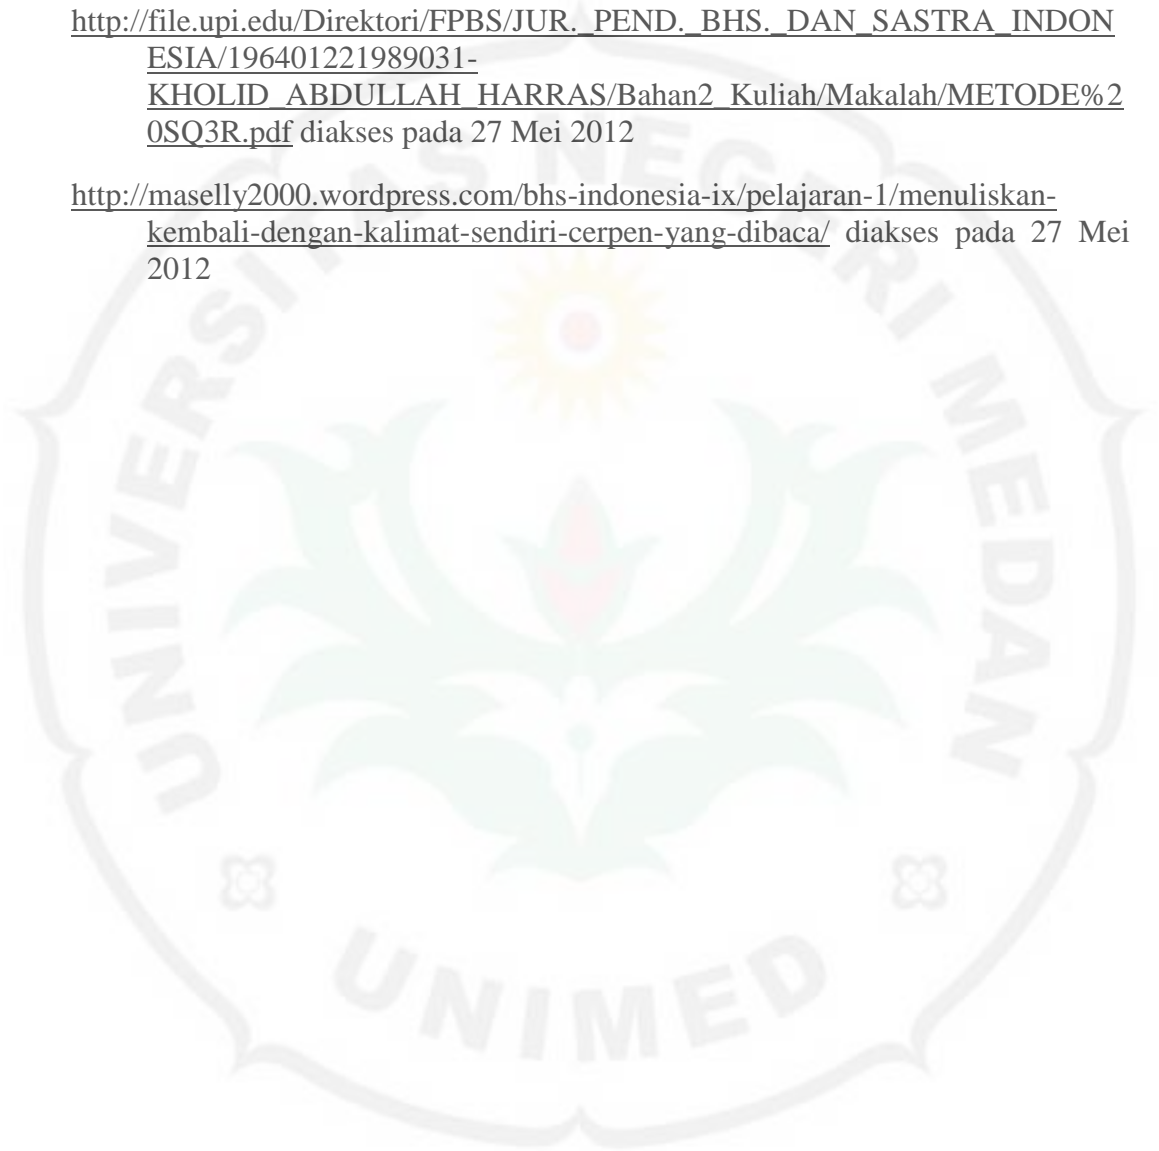 http://file.upi.edu/Direktori/FPBS/JUR._PEND._BHS._DAN_SASTRA_INDON
ESIA/196401221989031-
KHOLID_ABDULLAH_HARRAS/Bahan2_Kuliah/Makalah/METODE%2
0SQ3R.pdf diakses pada 27 Mei 2012
http://maselly2000.wordpress.com/bhs-indonesia-ix/pelajaran-1/menuliskan-
kembali-dengan-kalimat-sendiri-cerpen-yang-dibaca/ diakses pada 27 Mei
2012
UNIVERSITAS NEGERI MEDAN
UNIMED